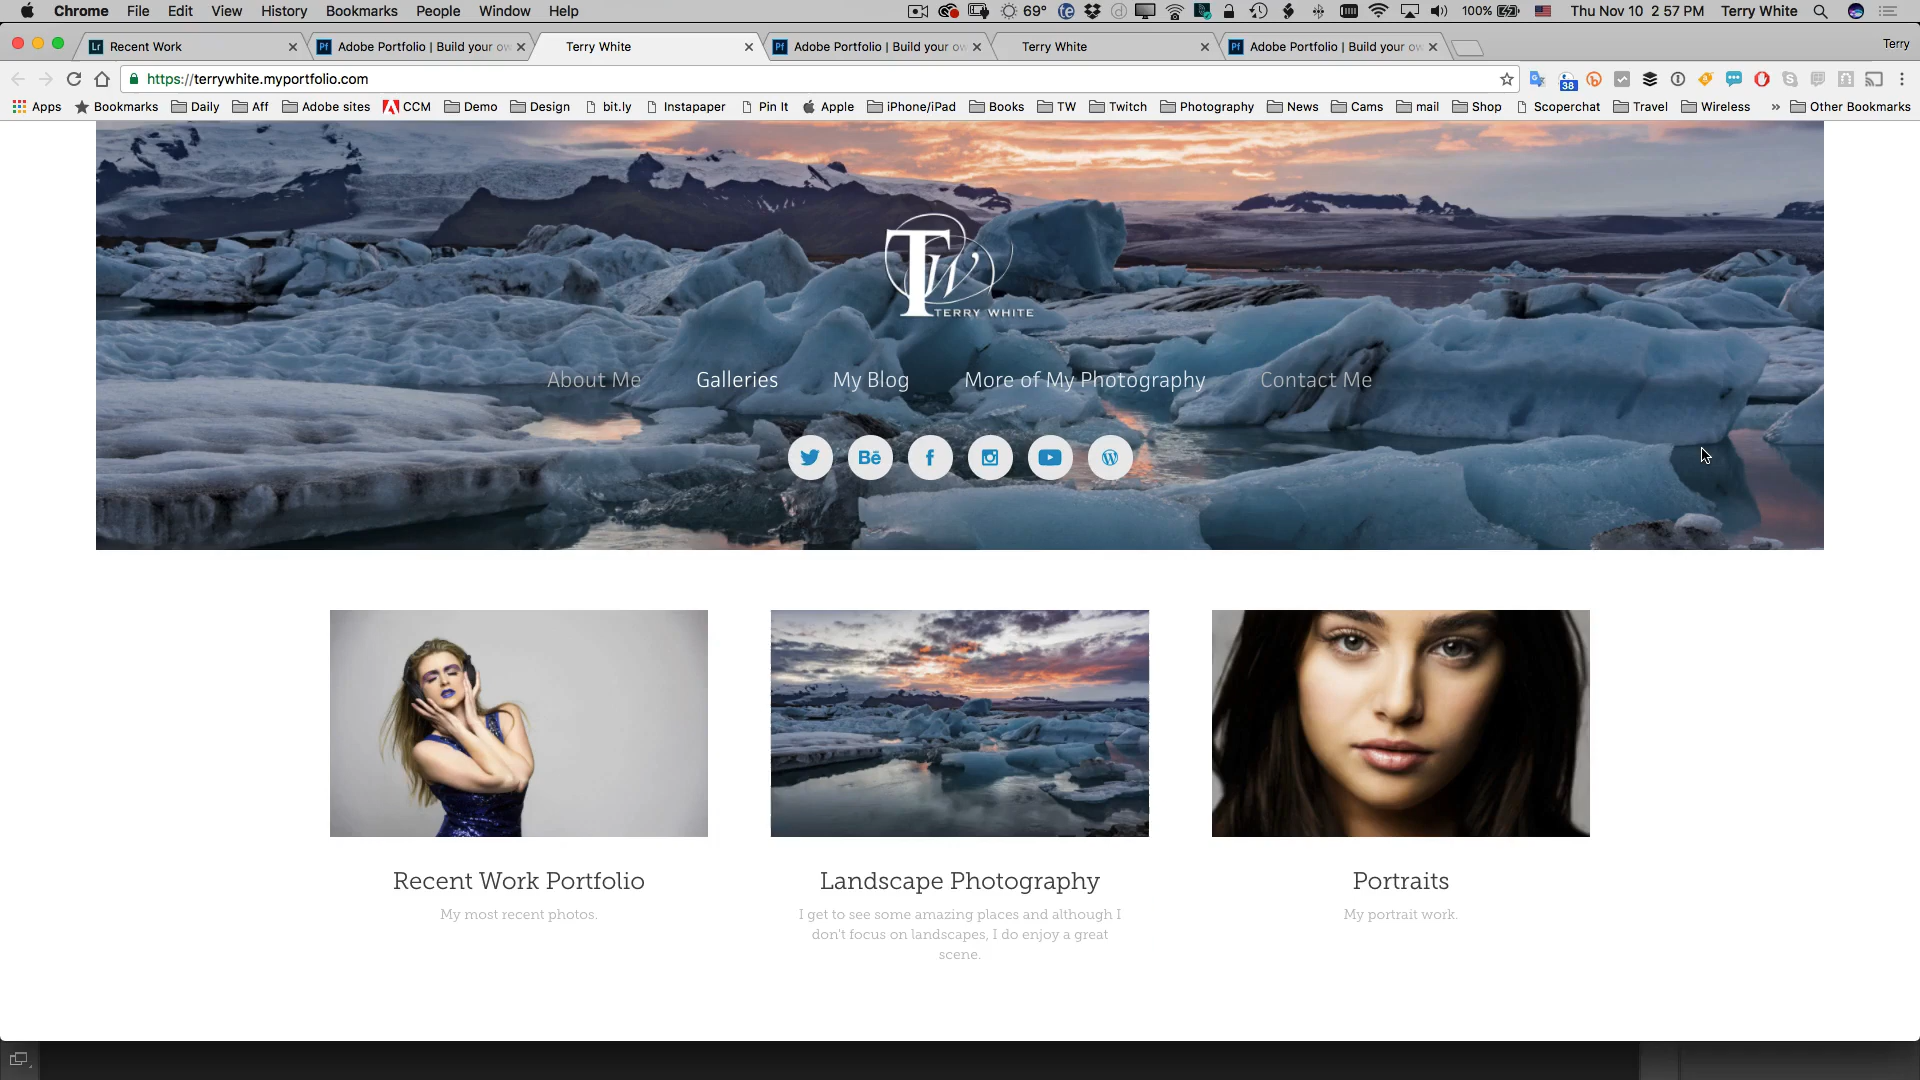 Chrome File Edit View History Bookmarks People Window Help 69° 100% Thu Nov 10 2 57 PM Terry White
Recent Work Adobe Portfolio | Build your ow Terry White Adobe Portfolio | Build your ow Terry White Adobe Portfolio | Build your ow Terry
https://terrywhite.myportfolio.com 38
Apps Bookmarks Daily Aff Adobe sites CCM Demo Design bit.ly Instapaper Pin It Apple iPhone/iPad Books TW Twitch Photography News Cams mail Shop Scoperchat Travel Wireless » Other Bookmarks
TW
TERRY WHITE
About Me Galleries My Blog More of My Photography Contact Me
Recent Work Portfolio
My most recent photos.
Landscape Photography
I get to see some amazing places and although I
don't focus on landscapes, I do enjoy a great
scene.
Portraits
My portrait work.